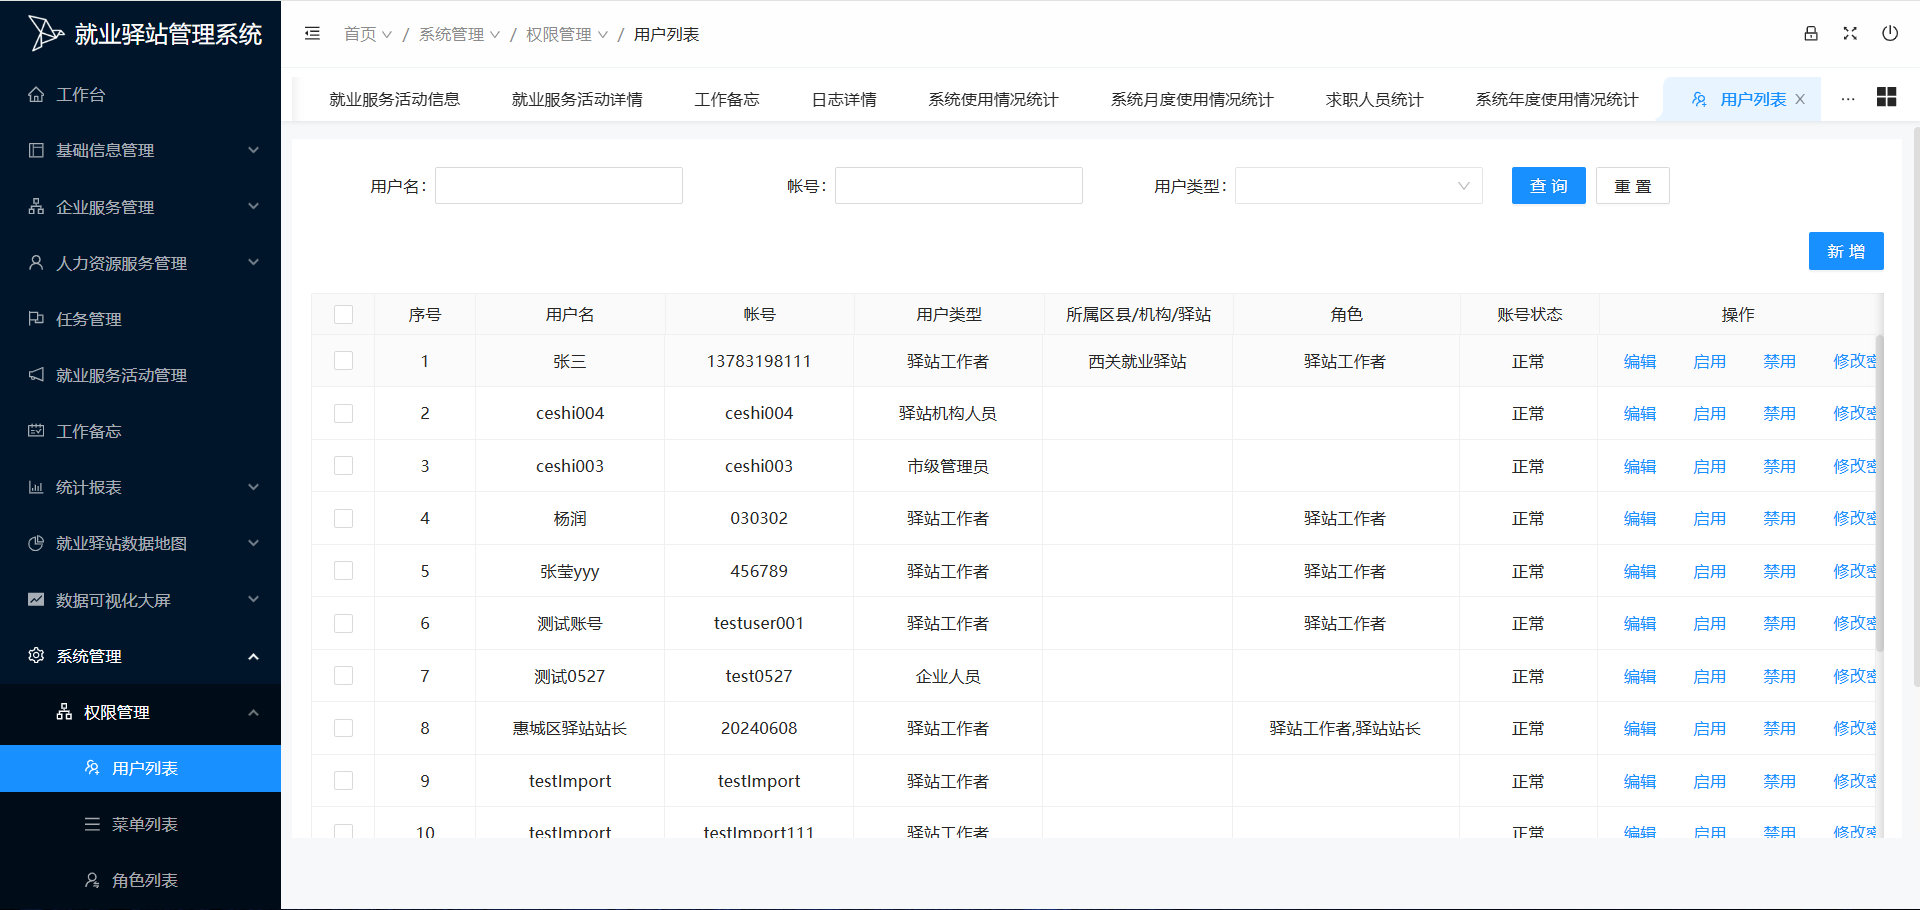 就业驿站管理系统
首页 / 系统管理 / 权限管理 / 用户列表
工作台
基础信息管理
企业服务管理
人力资源服务管理
任务管理
就业服务活动管理
工作备忘
统计报表
就业驿站数据地图
数据可视化大屏
系统管理
权限管理
用户列表
菜单列表
角色列表
就业服务活动信息 就业服务活动详情 工作备忘 日志详情 系统使用情况统计 系统月度使用情况统计 求职人员统计 系统年度使用情况统计 用户列表 X ···
用户名: 帐号: 用户类型: 查 询 重 置
新 增
序号 用户名 帐号 用户类型 所属区县/机构/驿站 角色 账号状态 操作
1 张三 13783198111 驿站工作者 西关就业驿站 驿站工作者 正常 编辑 启用 禁用 修改密
2 ceshi004 ceshi004 驿站机构人员 正常 编辑 启用 禁用 修改密
3 ceshi003 ceshi003 市级管理员 正常 编辑 启用 禁用 修改密
4 杨润 030302 驿站工作者 驿站工作者 正常 编辑 启用 禁用 修改密
5 张莹yyy 456789 驿站工作者 驿站工作者 正常 编辑 启用 禁用 修改密
6 测试账号 testuser001 驿站工作者 驿站工作者 正常 编辑 启用 禁用 修改密
7 测试0527 test0527 企业人员 正常 编辑 启用 禁用 修改密
8 惠城区驿站站长 20240608 驿站工作者 驿站工作者,驿站站长 正常 编辑 启用 禁用 修改密
9 testImport testImport 驿站工作者 正常 编辑 启用 禁用 修改密
10 testImport testImport111 驿站工作者 正常 编辑 启用 禁用 修改密